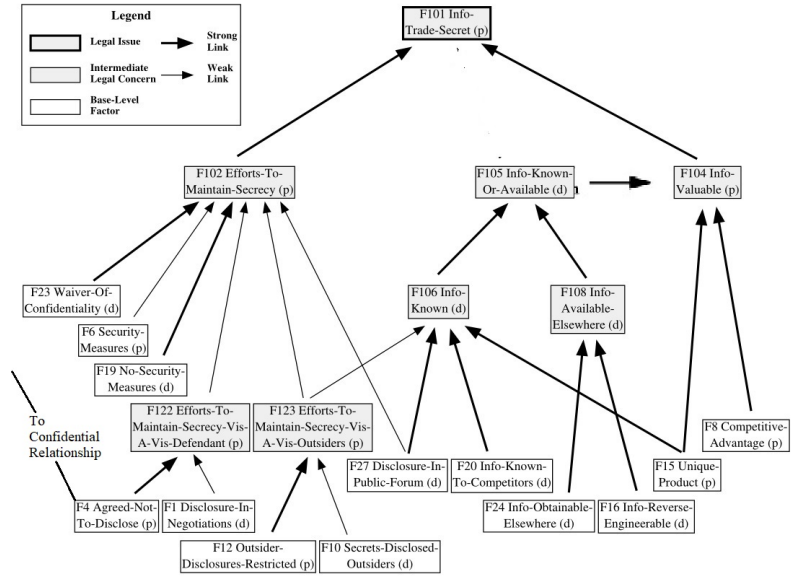 Legend
Legal Issue
Strong
Link
Intermediate
Legal Concern
Weak
Link
Base-Level
Factor
F101 Info-
Trade-Secret (p)
F102 Efforts-To-
Maintain-Secrecy (p)
F105 Info-Known-
Or-Available (d)
F104 Info-
Valuable (p)
F23 Waiver-Of-
Confidentiality (d)
F106 Info-
Known (d)
F108 Info-
Available-
Elsewhere (d)
F6 Security-
Measures (p)
F19 No-Security-
Measures (d)
To
Confidential
Relationship
F122 Efforts-To-
Maintain-Secrecy-Vis-
A-Vis-Defendant (p)
F123 Efforts-To-
Maintain-Secrecy-Vis-
A-Vis-Outsiders (p)
F8 Competitive-
Advantage (p)
F27 Disclosure-In-
Public-Forum (d)
F20 Info-Known-
To-Competitors (d)
F15 Unique-
Product (p)
F4 Agreed-Not-
To-Disclose (p)
F1 Disclosure-In-
Negotiations (d)
F24 Info-Obtainable-
Elsewhere (d)
F16 Info-Reverse-
Engineerable (d)
F12 Outsider-
Disclosures-Restricted (p)
F10 Secrets-Disclosed-
Outsiders (d)